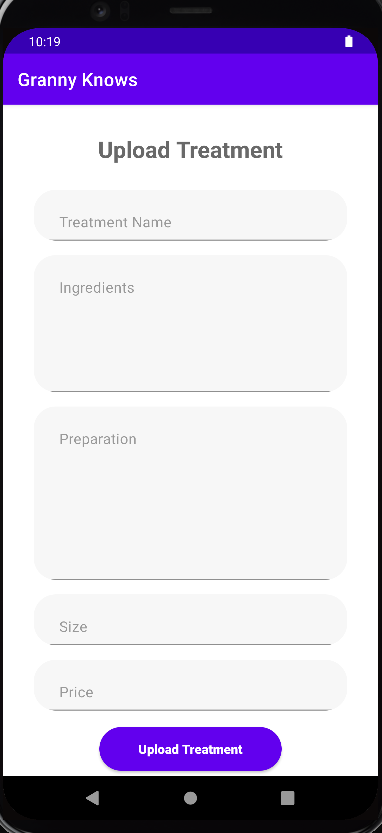 10:19
Granny Knows
Upload Treatment
Treatment Name
Ingredients
Preparation
Size
Price
Upload Treatment